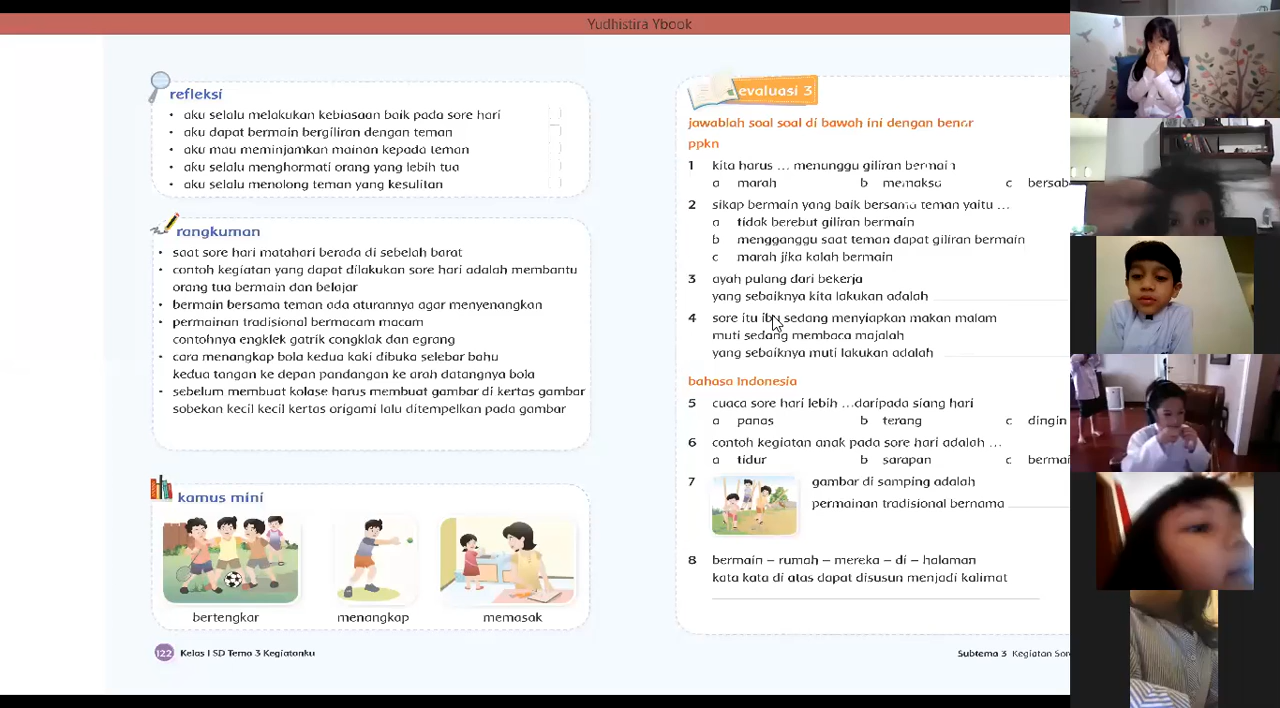 Yudhistira Ybook
refleksi
• aku selalu melakukan kebiasaan baik pada sore hari
• aku dapat bermain bergiliran dengan teman
• aku mau meminjamkan mainan kepada teman
• aku selalu menghormati orang yang lebih tua
• aku selalu menolong teman yang kesulitan
rangkuman
• saat sore hari matahari berada di sebelah barat
• contoh kegiatan yang dapat dilakukan sore hari adalah membantu
orang tua bermain dan belajar
• bermain bersama teman ada aturannya agar menyenangkan
• permainan tradisional bermacam macam
contohnya engklek gatrik congklak dan egrang
• cara menangkap bola kedua kaki dibuka selebar bahu
kedua tangan ke depan pandangan ke arah datangnya bola
• sebelum membuat kolase harus membuat gambar di kertas gambar
sobekan kecil kecil kertas origami lalu ditempelkan pada gambar
kamus mini
bertengkar menangkap memasak
122 Kelas I SD Tema 3 Kegiatanku
evaluasi 3
jawablah soal soal di bawah ini dengan benar
ppkn
1 kita harus ... menunggu giliran bermain
a marah b memaksa c bersab
2 sikap bermain yang baik bersama teman yaitu ...
a tidak berebut giliran bermain
b mengganggu saat teman dapat giliran bermain
c marah jika kalah bermain
3 ayah pulang dari bekerja
yang sebaiknya kita lakukan adalah
4 sore itu ibu sedang menyiapkan makan malam
muti sedang membaca majalah
yang sebaiknya muti lakukan adalah
bahasa Indonesia
5 cuaca sore hari lebih ...daripada siang hari
a panas b terang c dingin
6 contoh kegiatan anak pada sore hari adalah ...
a tidur b sarapan c bermai
7 gambar di samping adalah
permainan tradisional bernama
8 bermain – rumah – mereka – di – halaman
kata kata di atas dapat disusun menjadi kalimat
Subtema 3 Kegiatan Sor